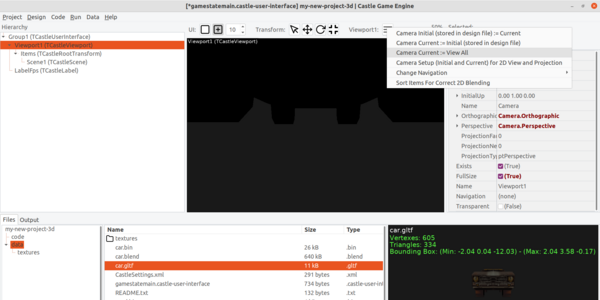 [*gamestatemain.castle-user-interface] my-new-project-3d | Castle Game Engine
Project Design Code Run Data Help
Hierarchy
UI: 10 Transform: Viewport1:
Group1 (TCastleUserInterface)
Viewport1 (TCastleViewport)
Items (TCastleRootTransform)
Scene1 (TCastleScene)
LabelFps (TCastleLabel)
Viewport1 (TCastleViewport)
Camera Initial (stored in design file) := Current
Camera Current := Initial (stored in design file)
Camera Current := View All
Camera Setup (Initial and Current) for 2D View and Projection
Change Navigation
Sort Items For Correct 2D Blending
InitialUp 0.00 1.00 0.00
Name Camera
Orthographic Camera.Orthographic
Perspective Camera.Perspective
ProjectionFar 0
ProjectionNe 0
ProjectionTyp ptPerspective
Exists (True)
FullSize (True)
Name Viewport1
Navigation (none)
Transparent (False)
Files Output
my-new-project-3d
code
data
textures
Name Size Type
textures
car.bin 26 kB .bin
car.blend 640 kB .blend
car.gltf 11 kB .gltf
CastleSettings.xml 291 bytes .xml
gamestatemain.castle-user-interface 734 bytes .castle-us
README.txt 132 bytes .txt
car.gltf
Vertexes: 605
Triangles: 334
Bounding Box: (Min: -2.04 0.04 -12.03) - (Max: 2.04 3.58 -0.17)